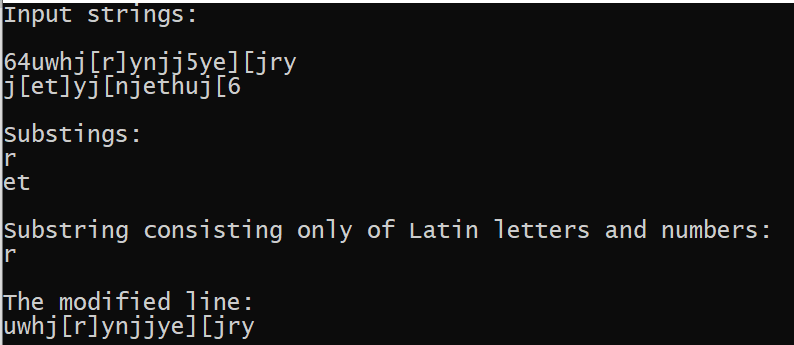 Input strings:
64uwhj[r]ynjj5ye][jry
j[et]yj[njethuj[6
Substings:
r
et
Substring consisting only of Latin letters and numbers:
r
The modified line:
uwhj[r]ynjjye][jry